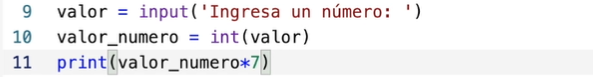 9 valor = input('Ingresa un número: ')
10 valor_numero = int(valor)
11 print(valor_numero*7)